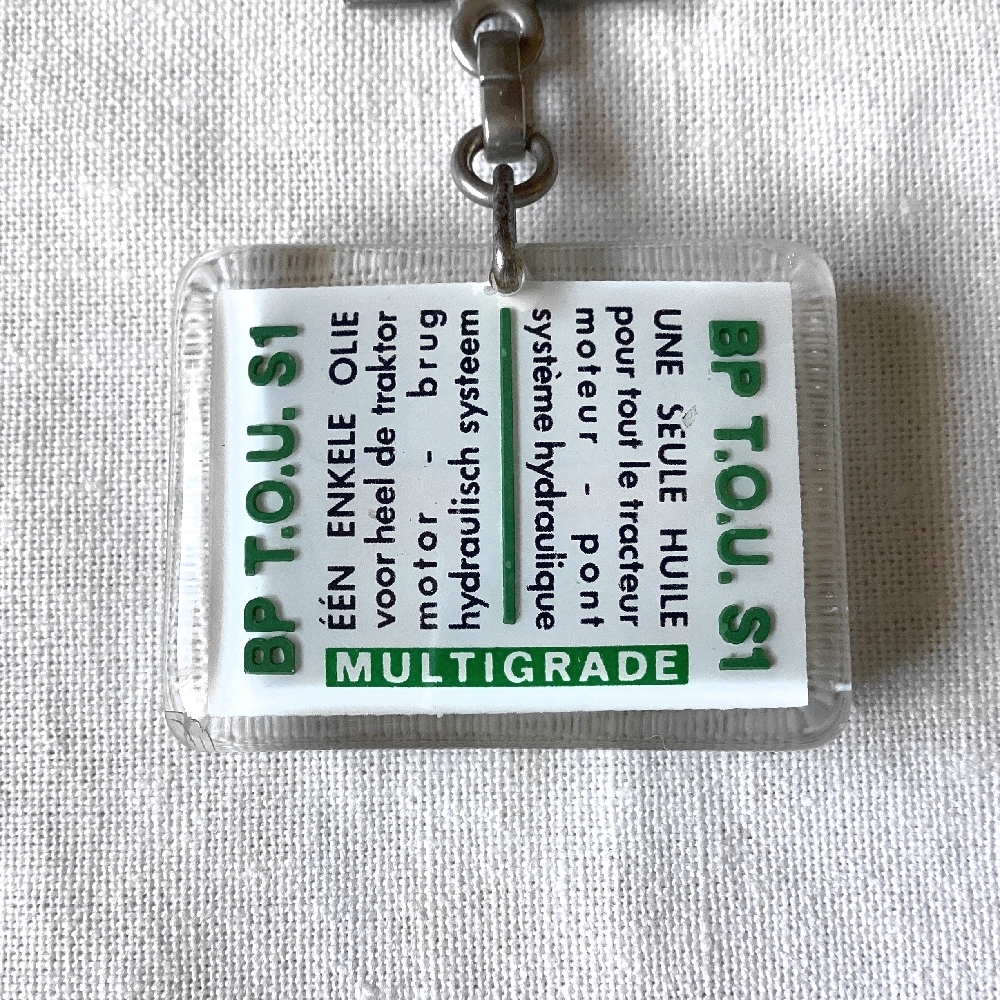 BP T.O.U. S1
ÉÉN ENKELE OLIE
voor heel de traktor
motor - brug
hydraulisch systeem
BP T.O.U. S1
UNE SEULE HUILE
pour tout le tracteur
moteur - pont
système hydraulique
MULTIGRADE